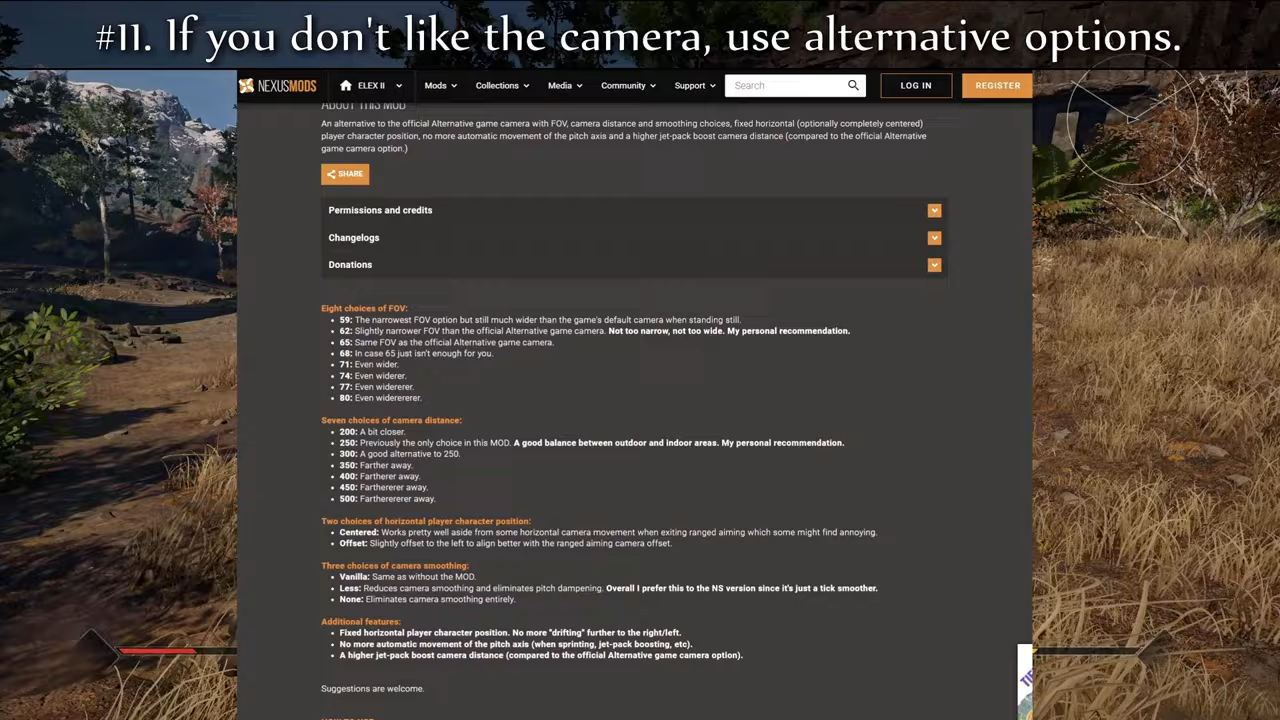 #11. If you don't like the camera, use alternative options.
NEXUSMODS
ELEX II
Mods
Collections
Media
Community
Support
Search
LOG IN
REGISTER
ABOUT THIS MOD
An alternative to the official Alternative game camera with FOV, camera distance and smoothing choices, fixed horizontal (optionally completely centered)
player character position, no more automatic movement of the pitch axis and a higher jet-pack boost camera distance (compared to the official Alternative
game camera option.)
SHARE
Permissions and credits
Changelogs
Donations
Eight choices of FOV:
59: The narrowest FOV option but still much wider than the game's default camera when standing still.
62: Slightly narrower FOV than the official Alternative game camera. Not too narrow, not too wide. My personal recommendation.
65: Same FOV as the official Alternative game camera.
68: In case 65 just isn't enough for you.
71: Even wider.
74: Even widerer.
77: Even widererer.
80: Even widerererer.
Seven choices of camera distance:
200: A bit closer.
250: Previously the only choice in this MOD. A good balance between outdoor and indoor areas. My personal recommendation.
300: A good alternative to 250.
350: Farther away.
400: Fartherer away.
450: Farthererer away.
500: Fartherererer away.
Two choices of horizontal player character position:
Centered: Works pretty well aside from some horizontal camera movement when exiting ranged aiming which some might find annoying.
Offset: Slightly offset to the left to align better with the ranged aiming camera offset.
Three choices of camera smoothing:
Vanilla: Same as without the MOD.
Less: Reduces camera smoothing and eliminates pitch dampening. Overall I prefer this to the NS version since it's just a tick smoother.
None: Eliminates camera smoothing entirely.
Additional features:
Fixed horizontal player character position. No more "drifting" further to the right/left.
No more automatic movement of the pitch axis (when sprinting, jet-pack boosting, etc).
A higher jet-pack boost camera distance (compared to the official Alternative game camera option).
Suggestions are welcome.